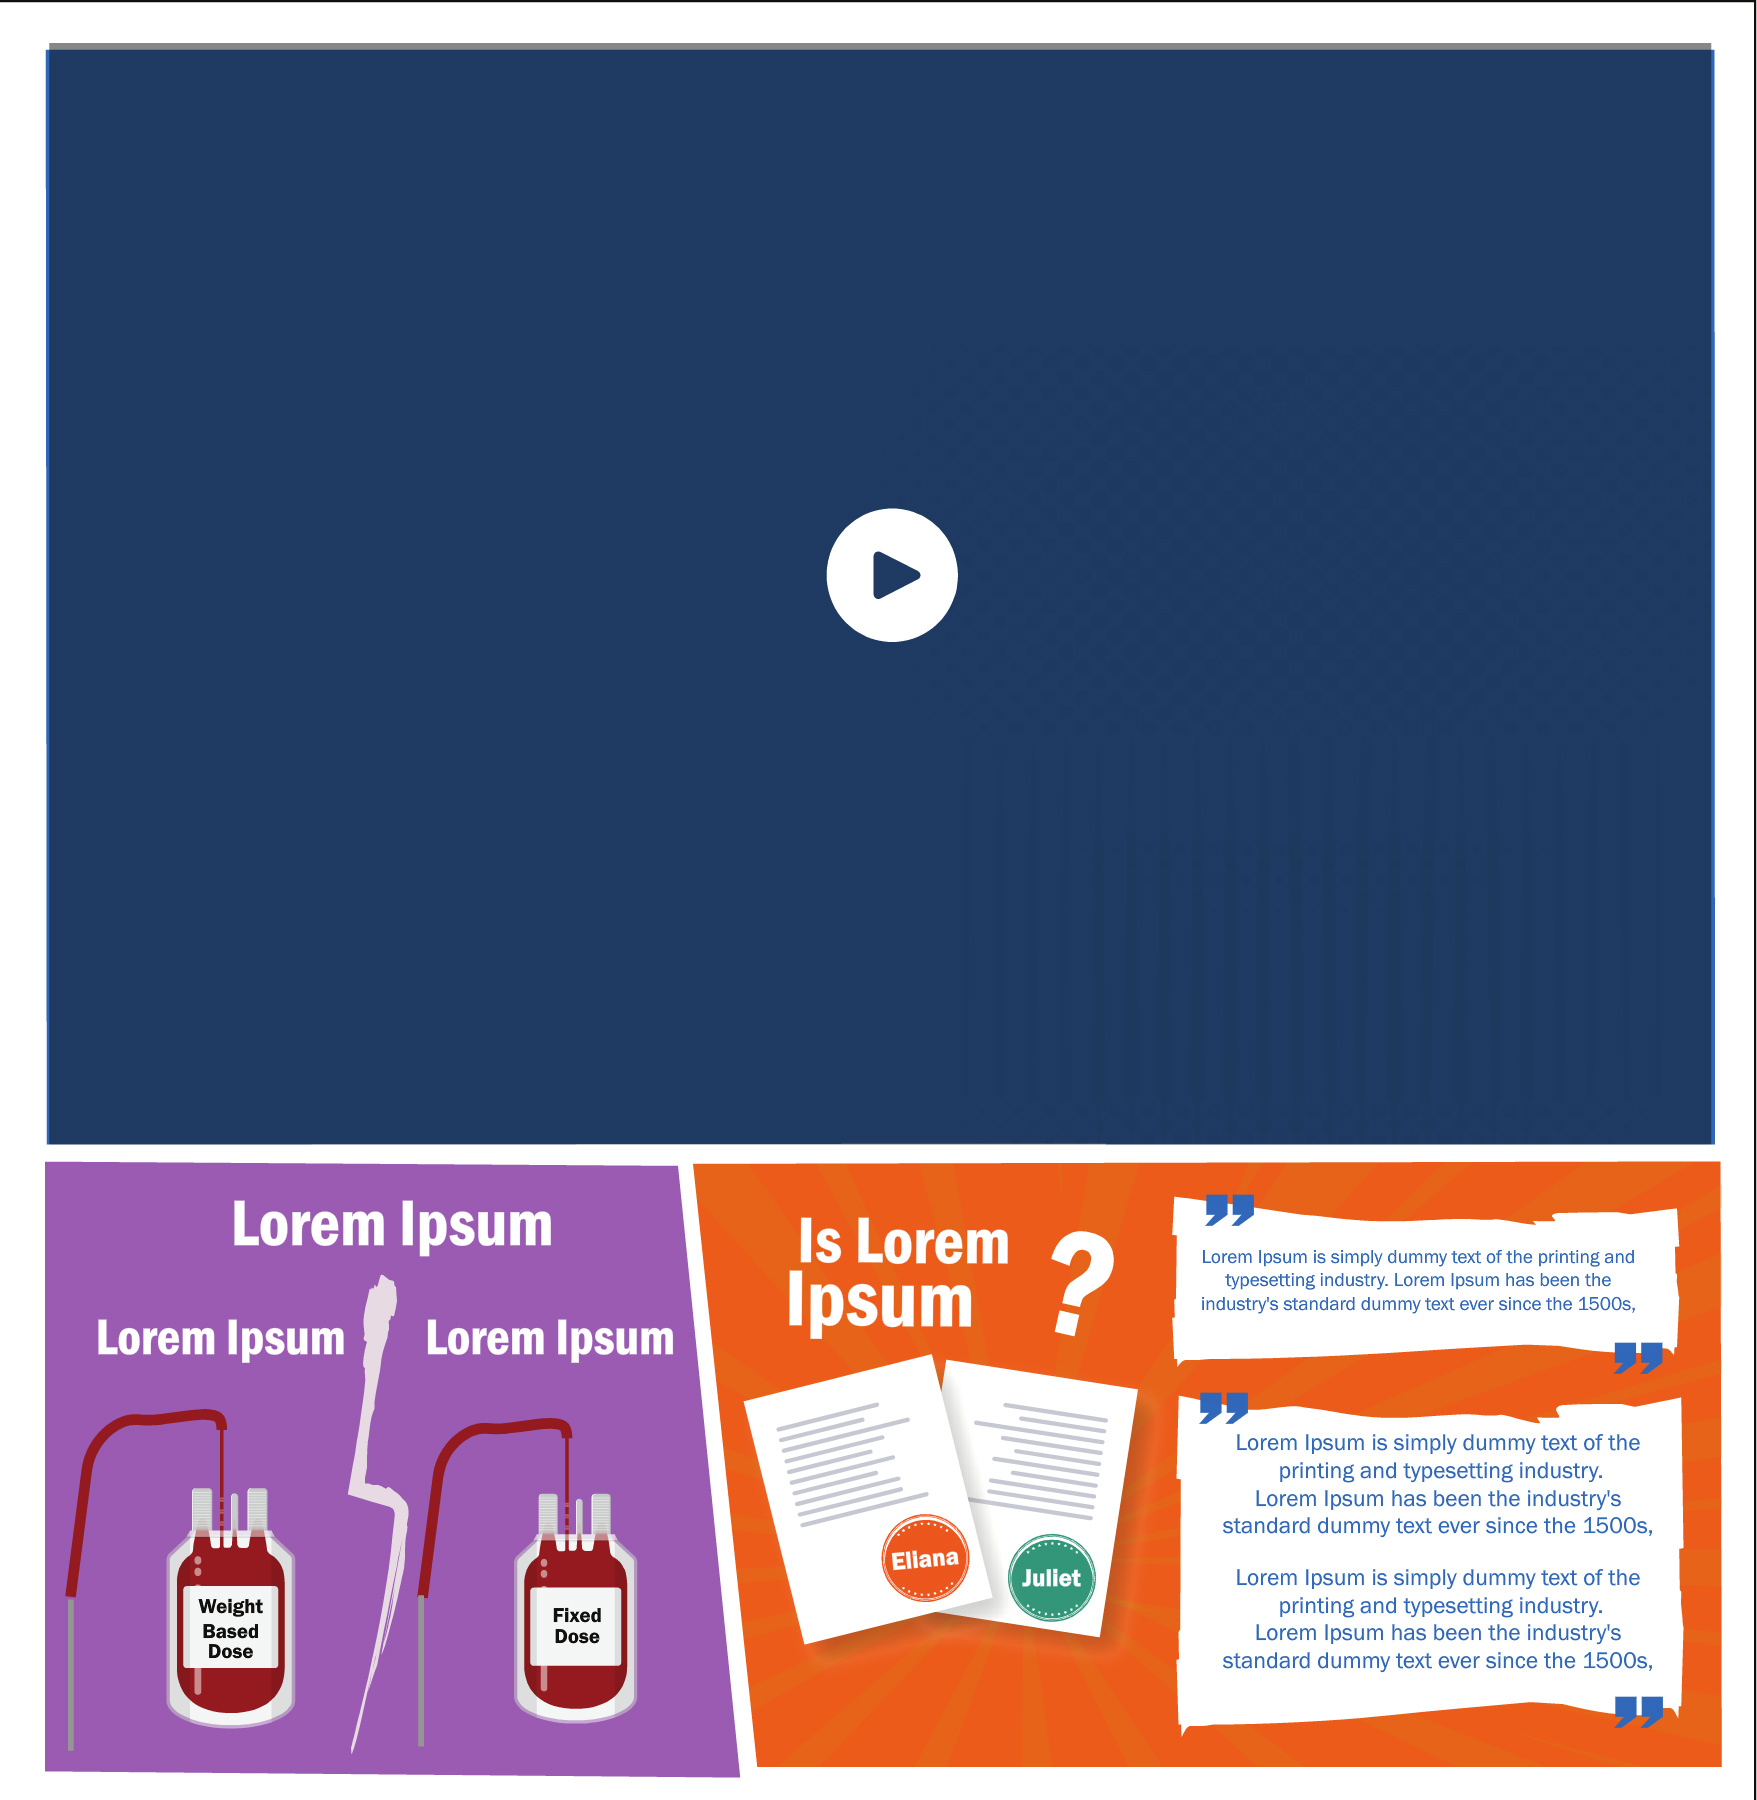 Lorem Ipsum
Lorem Ipsum
Lorem Ipsum
Weight
Based
Dose
Fixed
Dose
Is Lorem
Ipsum
?
Eliana
Juliet
”
Lorem Ipsum is simply dummy text of the printing and
typesetting industry. Lorem Ipsum has been the
industry's standard dummy text ever since the 1500s,
”
”
Lorem Ipsum is simply dummy text of the
printing and typesetting industry.
Lorem Ipsum has been the industry's
standard dummy text ever since the 1500s,
Lorem Ipsum is simply dummy text of the
printing and typesetting industry.
Lorem Ipsum has been the industry's
standard dummy text ever since the 1500s,
”